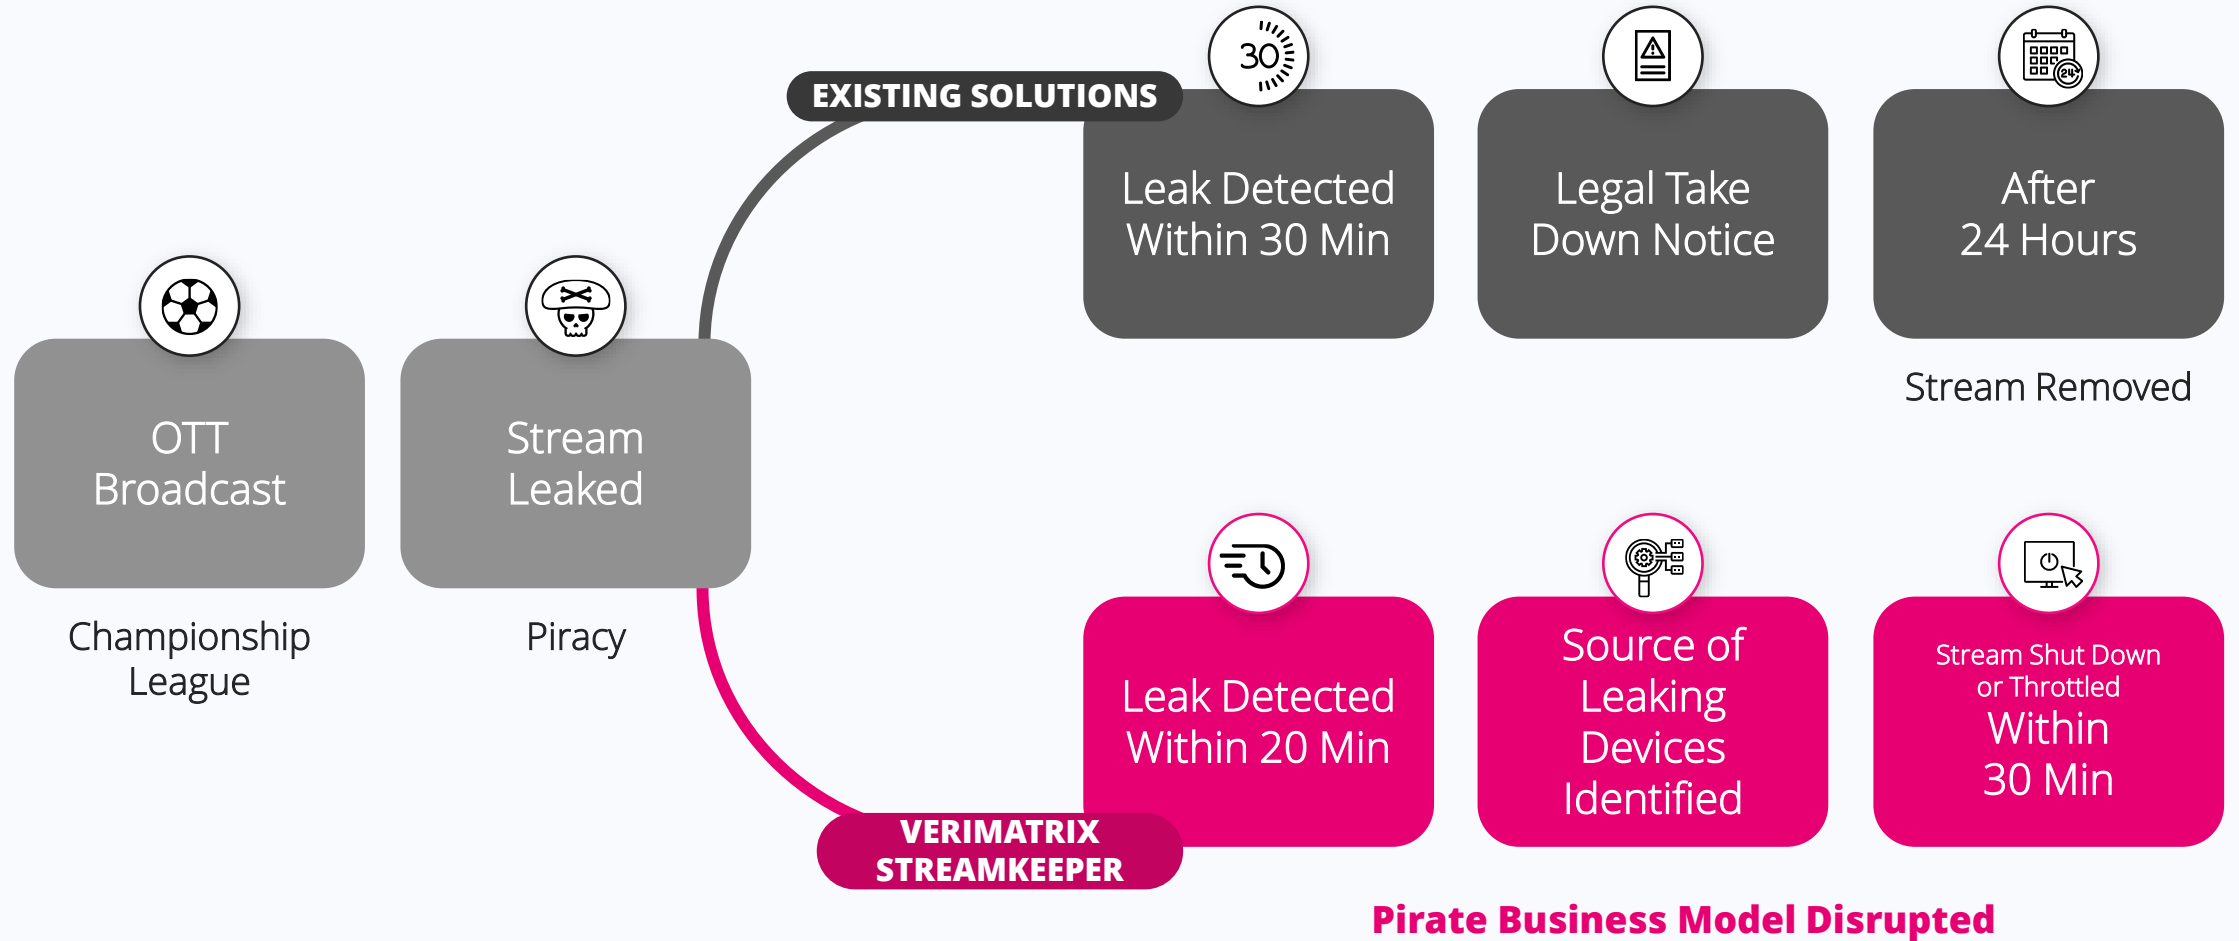 OTT
Broadcast
Championship
League
Stream
Leaked
Piracy
EXISTING SOLUTIONS
30
Leak Detected
Within 30 Min
Legal Take
Down Notice
24
After
24 Hours
Stream Removed
VERIMATRIX
STREAMKEEPER
Leak Detected
Within 20 Min
Source of
Leaking
Devices
Identified
Stream Shut Down
or Throttled
Within
30 Min
Pirate Business Model Disrupted